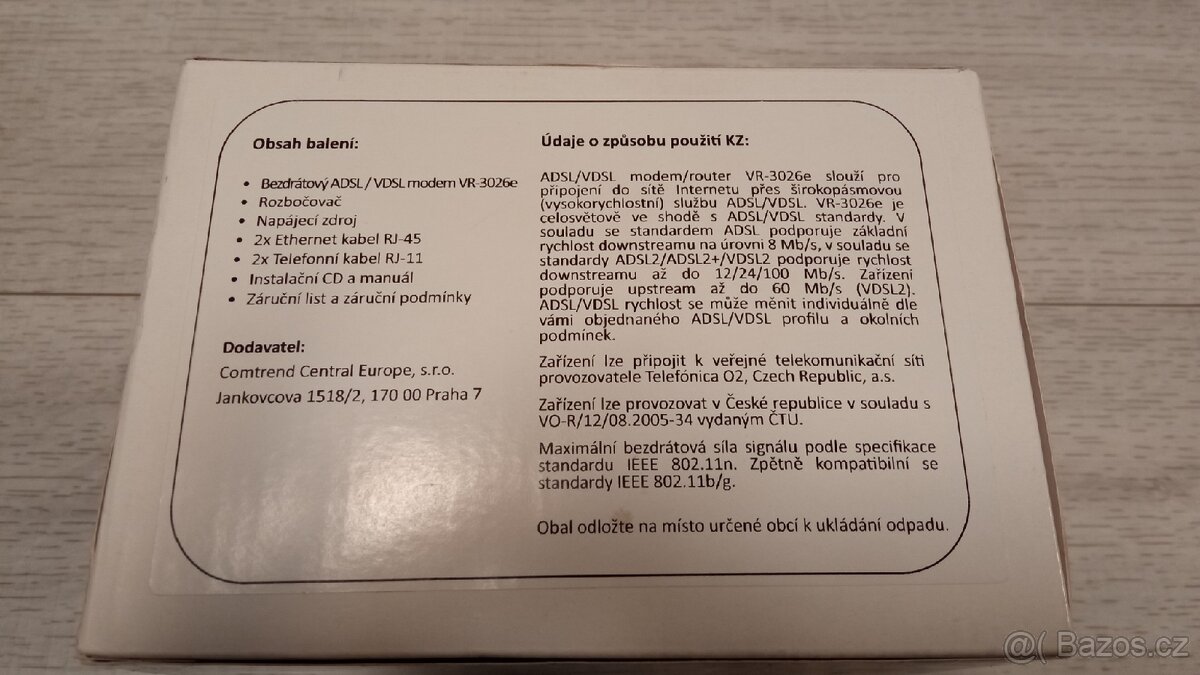 Obsah balení:
• Bezdrátový ADSL / VDSL modem VR-3026e
• Rozbočovač
• Napájecí zdroj
• 2x Ethernet kabel RJ-45
• 2x Telefonní kabel RJ-11
• Instalační CD a manuál
• Záruční list a záruční podmínky
Dodavatel:
Comtrend Central Europe, s.r.o.
Jankovcova 1518/2, 170 00 Praha 7
Údaje o způsobu použití KZ:
ADSL/VDSL modem/router VR-3026e slouží pro
připojení do sítě Internetu přes širokopásmovou
(vysokorychlostní) službu ADSL/VDSL. VR-3026e je
celosvětově ve shodě s ADSL/VDSL standardy. V
souladu se standardem ADSL podporuje základní
rychlost downstreamu na úrovni 8 Mb/s, v souladu se
standardy ADSL2/ADSL2+/VDSL2 podporuje rychlost
downstreamu až do 12/24/100 Mb/s. Zařízení
podporuje upstream až do 60 Mb/s (VDSL2).
ADSL/VDSL rychlost se může měnit individuálně dle
vámi objednaného ADSL/VDSL profilu a okolních
podmínek.
Zařízení lze připojit k veřejné telekomunikační síti
provozovatele Telefónica O2, Czech Republic, a.s.
Zařízení lze provozovat v České republice v souladu s
VO-R/12/08.2005-34 vydaným ČTU.
Maximální bezdrátová síla signálu podle specifikace
standardu IEEE 802.11n. Zpětně kompatibilní se
standardy IEEE 802.11b/g.
Obal odložte na místo určené obcí k ukládání odpadu.
@( Bazos.cz